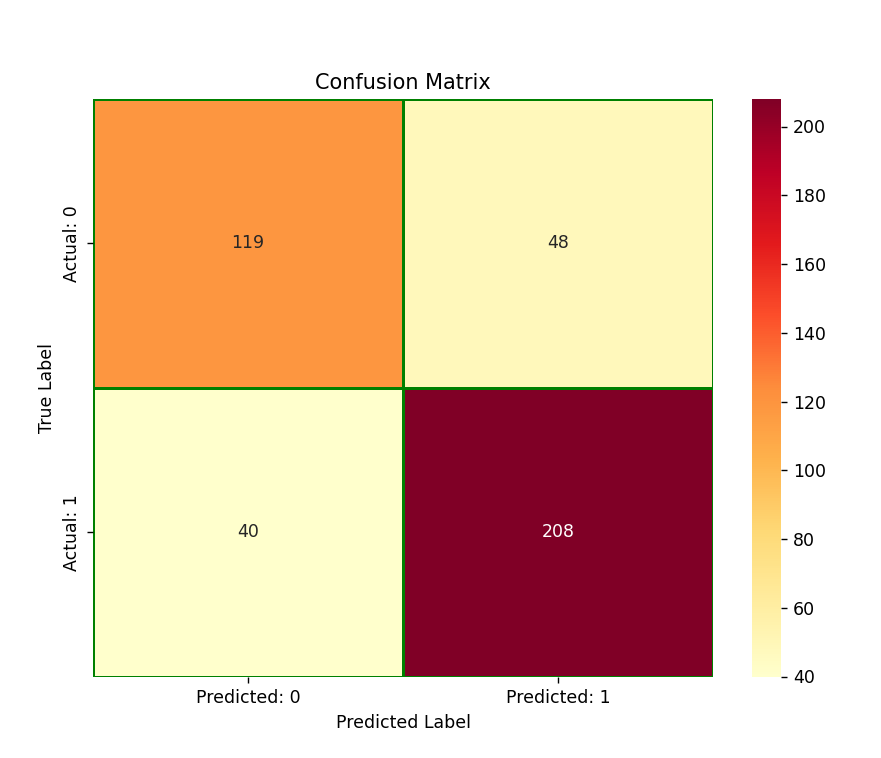 Confusion Matrix
True Label
Actual: 0
119
48
Actual: 1
40
208
Predicted: 0
Predicted: 1
Predicted Label
200
180
160
140
120
100
80
60
40